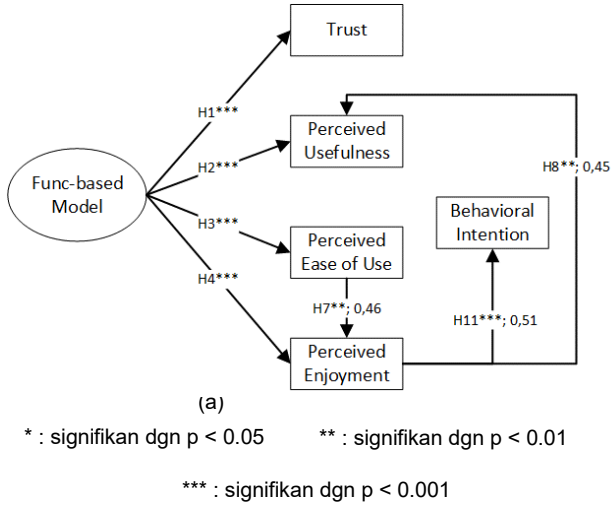 Trust
H1***
Perceived
Usefulness
H2**
H8**; 0,45
Func-based
Model
Behavioral
Intention
H3***
Perceived
Ease of Use
H4***
H7**; 0,46
H11***; 0,51
Perceived
Enjoyment
(a)
* : signifikan dgn p < 0.05
** : signifikan dgn p < 0.01
*** : signifikan dgn p < 0.001